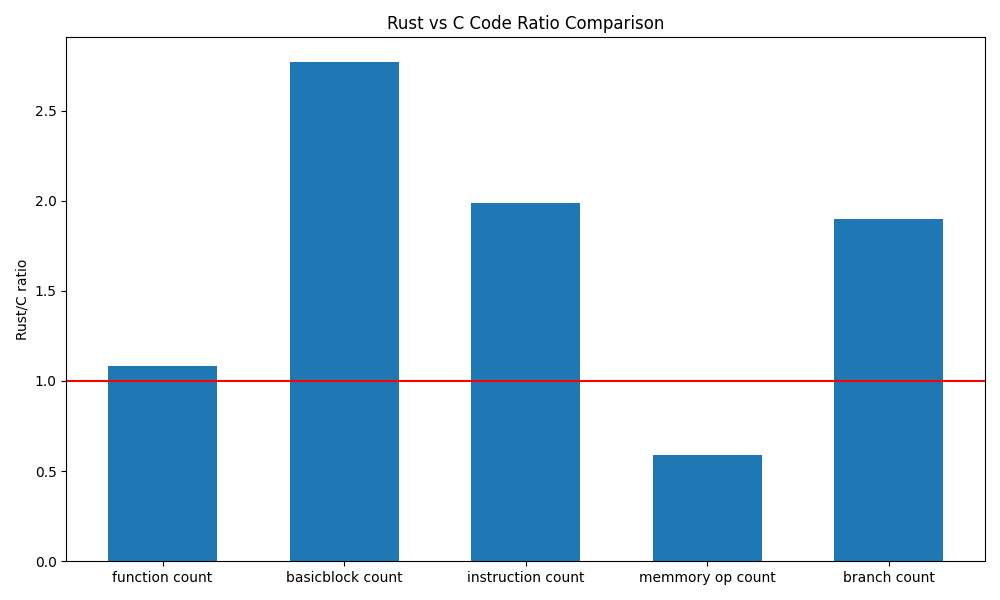 Rust vs C Code Ratio Comparison
Rust/C ratio
2.5
2.0
1.5
1.0
0.5
0.0
function count
basicblock count
instruction count
memmory op count
branch count